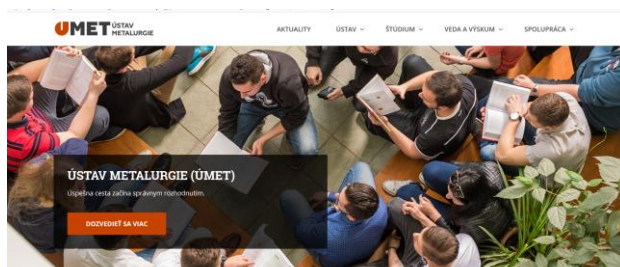 ÚMET ÚSTAV
METALURGIE
AKTUALITY ÚSTAV ŠTÚDIUM VEDA A VÝSKUM SPOLUPRÁCA
ÚSTAV METALURGIE (ÚMET)
Úspešna cesta začína správnym rozhodnutím.
DOZVEDIEŤ SA VIAC